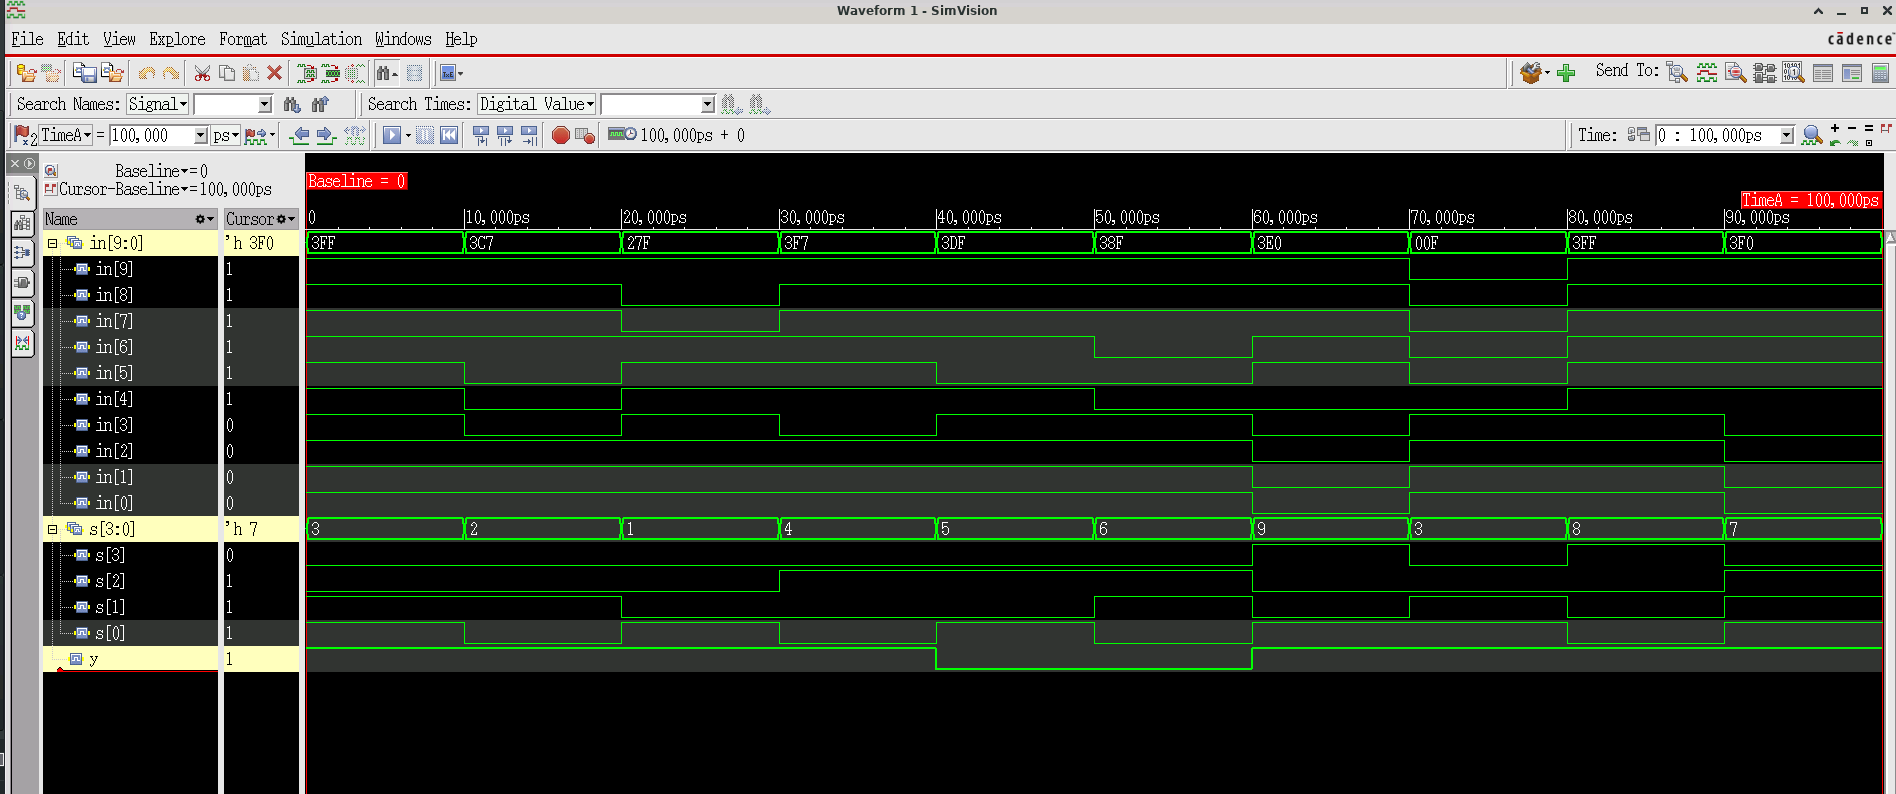 Waveform 1 - SimVision
File Edit View Explore Format Simulation Windows Help
cādence
Send To:
Search Names: Signal Search Times: Digital Value
TimeA = 100,000 ps 100,000ps + 0 Time: 0 : 100,000ps
Baseline=0
Cursor-Baseline=100,000ps
Baseline = 0
TimeA = 100,000ps
Name Cursor 0 10,000ps 20,000ps 30,000ps 40,000ps 50,000ps 60,000ps 70,000ps 80,000ps 90,000ps
in[9:0] 'h 3F0 3FF 3C7 27F 3F7 3DF 38F 3E0 00F 3FF 3F0
in[9] 1
in[8] 1
in[7] 1
in[6] 1
in[5] 1
in[4] 1
in[3] 0
in[2] 0
in[1] 0
in[0] 0
s[3:0] 'h 7 3 2 1 4 5 6 9 3 8 7
s[3] 0
s[2] 1
s[1] 1
s[0] 1
y 1